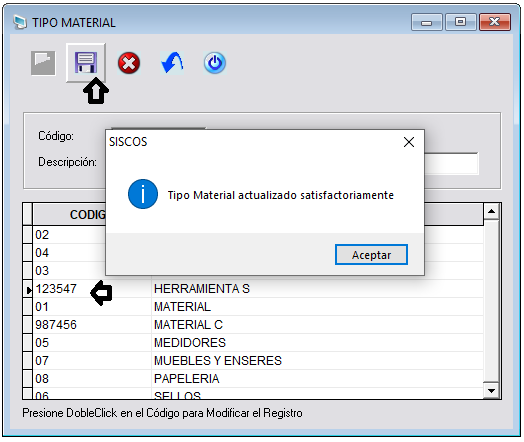 TIPO MATERIAL
Código:
SISCOS
Descripción:
Tipo Material actualizado satisfactoriamente
Aceptar
CODIG
02
04
03
123547 HERRAMIENTA S
01 MATERIAL
987456 MATERIAL C
05 MEDIDORES
07 MUEBLES Y ENSERES
08 PAPELERIA
06 SELLOS
Presione DobleClick en el Código para Modificar el Registro